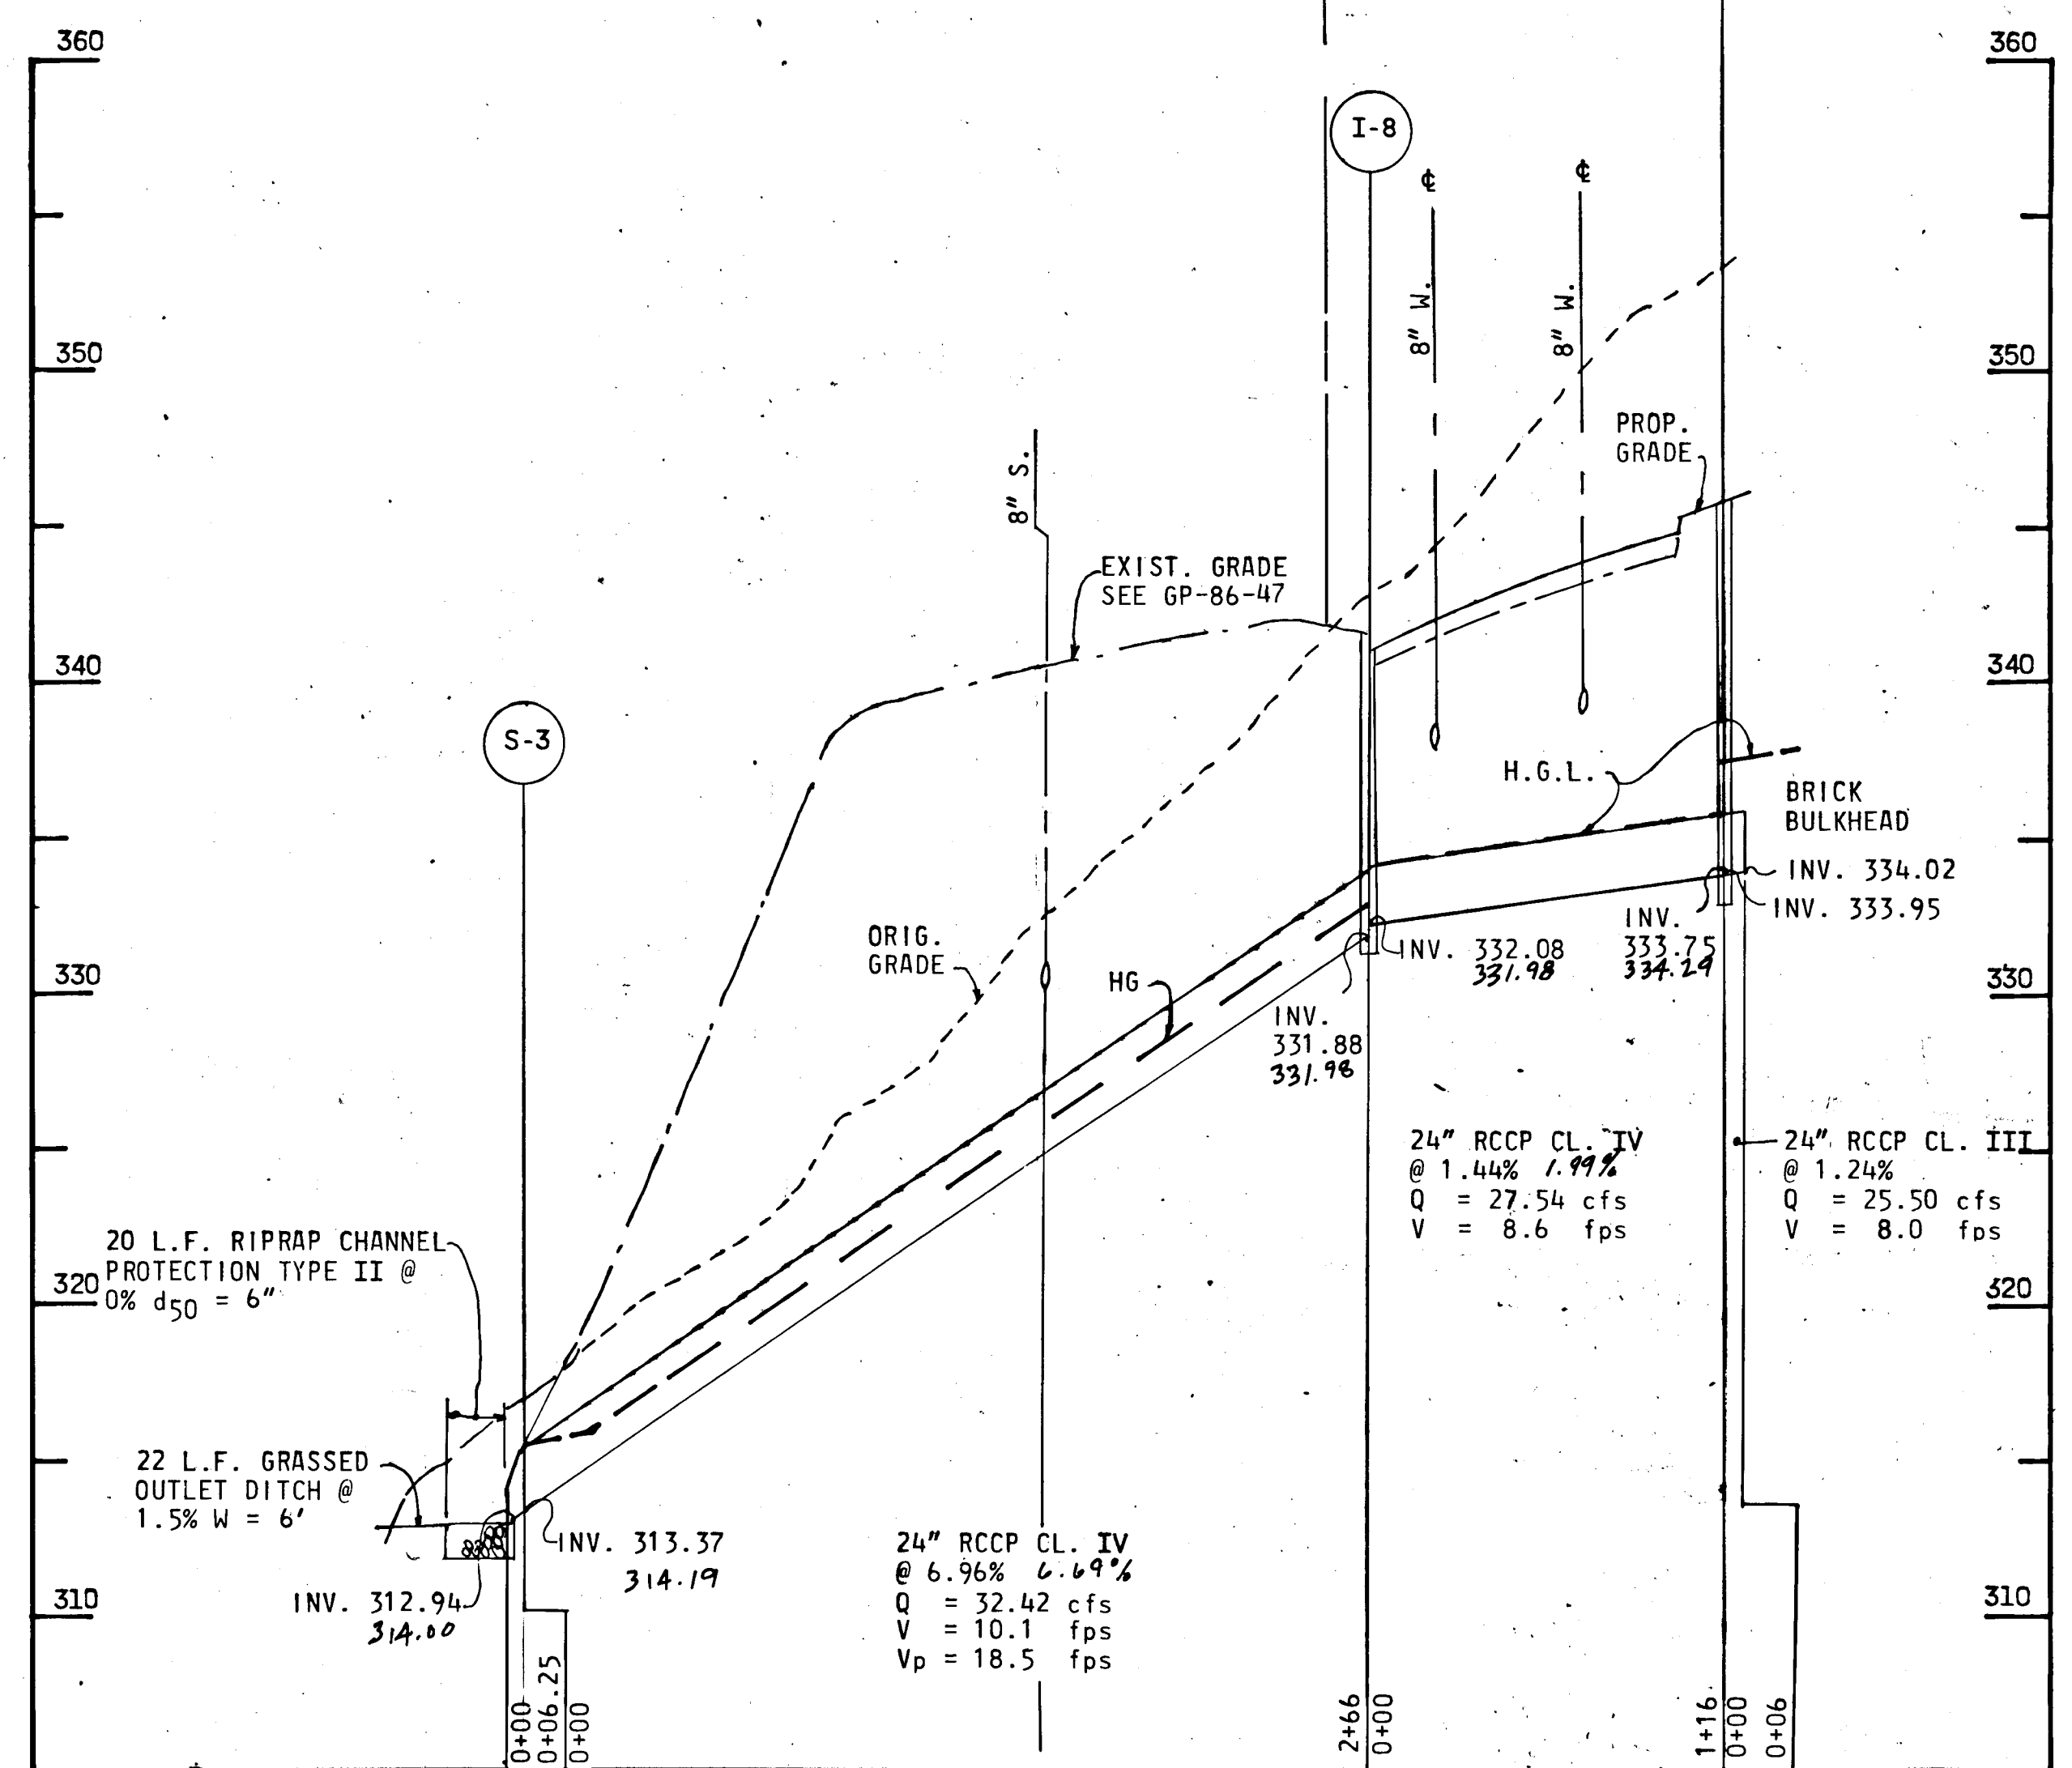 360
360
I-8
℄
℄
8" W.
8" W.
350
350
PROP.
GRADE
8" S.
EXIST. GRADE
SEE GP-86-47
340
340
S-3
H.G.L.
BRICK
BULKHEAD
INV. 334.02
INV. 333.95
INV.
333.75
334.29
INV. 332.08
331.98
ORIG.
GRADE
HG
330
330
INV.
331.88
331.98
24" RCCP CL. IV
@ 1.44% 1.99%
Q = 27.54 cfs
V = 8.6 fps
24" RCCP CL. III
@ 1.24%
Q = 25.50 cfs
V = 8.0 fps
20 L.F. RIPRAP CHANNEL
PROTECTION TYPE II @
0% d50 = 6"
320
320
22 L.F. GRASSED
OUTLET DITCH @
1.5% W = 6'
INV. 313.37
314.19
INV. 312.94
314.00
24" RCCP CL. IV
@ 6.96% 6.69%
Q = 32.42 cfs
V = 10.1 fps
Vp = 18.5 fps
310
310
0+00
0+06.25
0+00
2+66
0+00
1+16
0+00
0+06